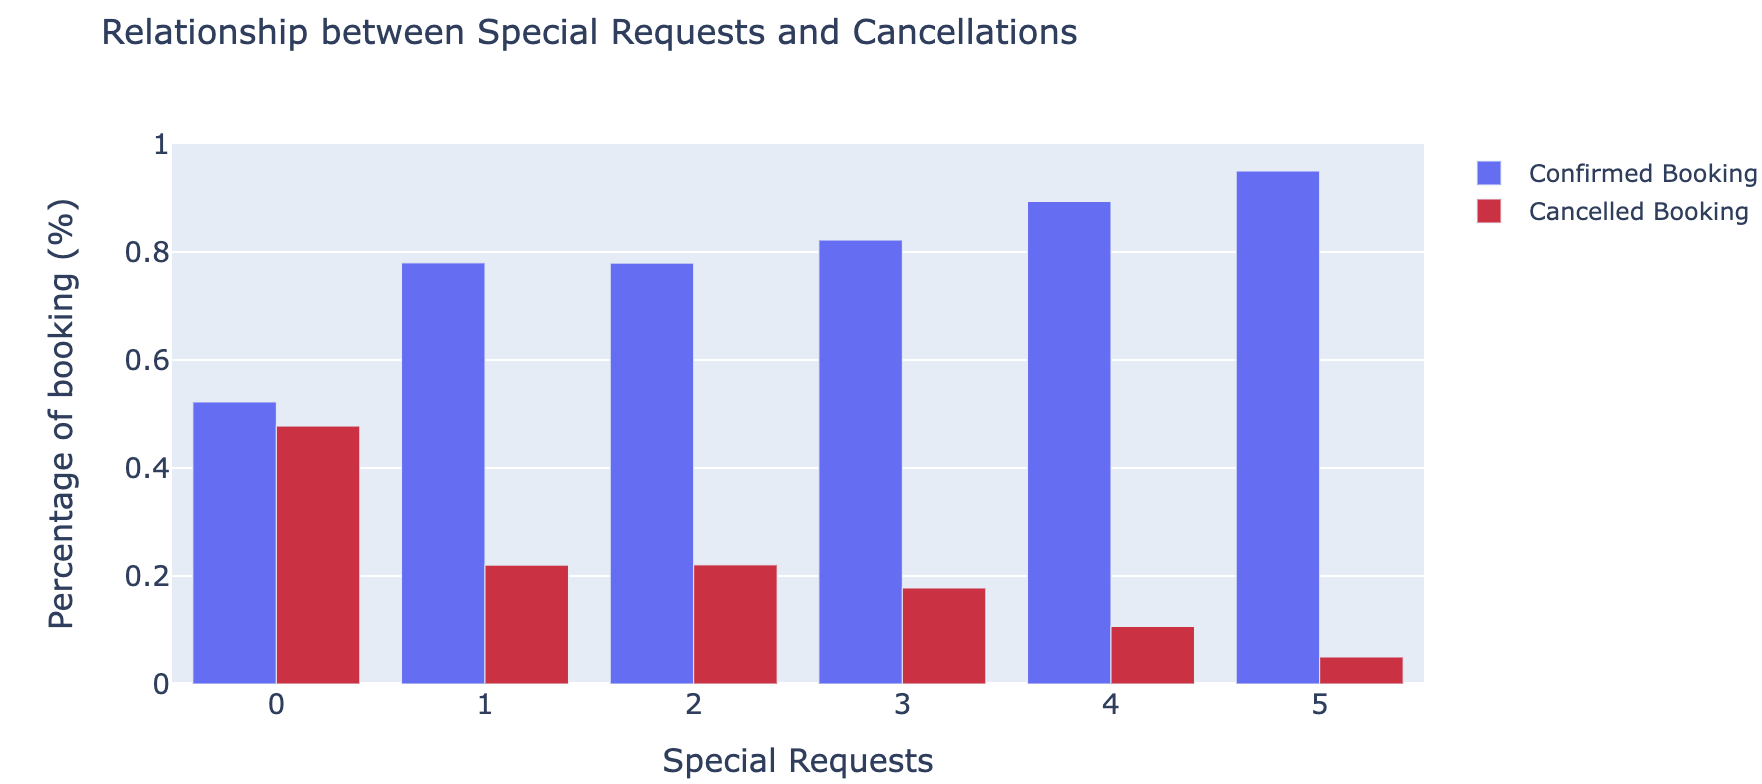 Relationship between Special Requests and Cancellations
Confirmed Booking
Cancelled Booking
Percentage of booking (%)
1
0.8
0.6
0.4
0.2
0
0 1 2 3 4 5
Special Requests